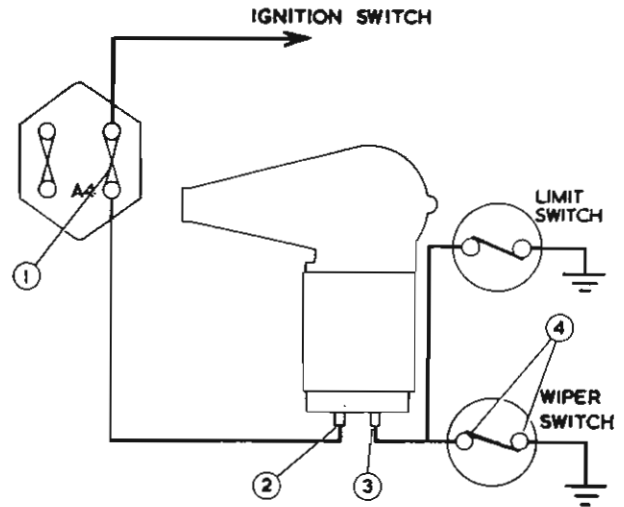 IGNITION SWITCH
A4
LIMIT
SWITCH
1
4
WIPER
SWITCH
2
3